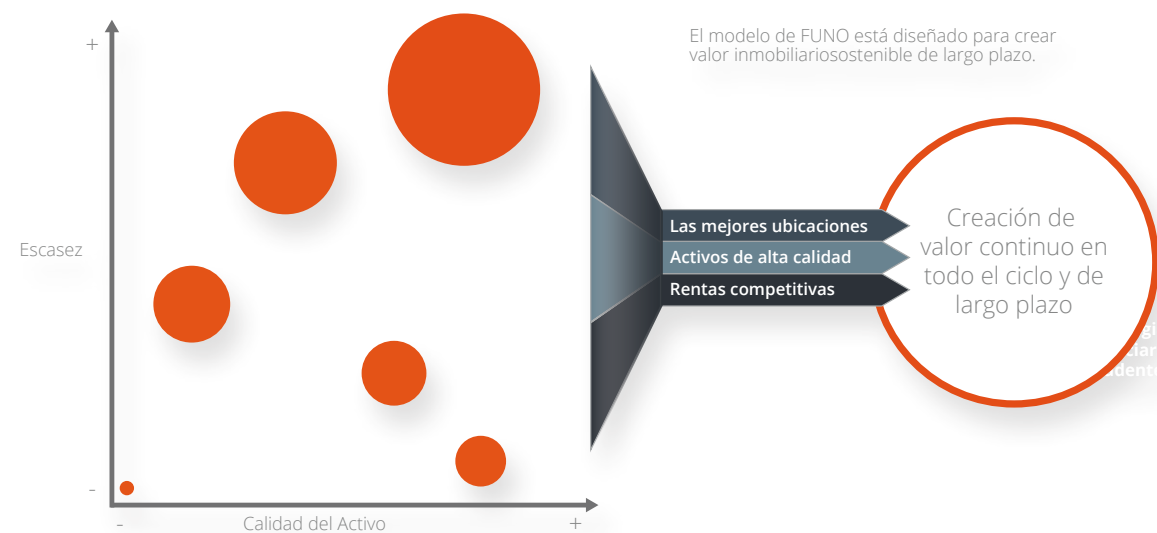 El modelo de FUNO está diseñado para crear
valor inmobiliariosostenible de largo plazo.
+
Escasez
-
-
Calidad del Activo
+
Las mejores ubicaciones
Activos de alta calidad
Rentas competitivas
Creación de
valor continuo en
todo el ciclo y de
largo plazo